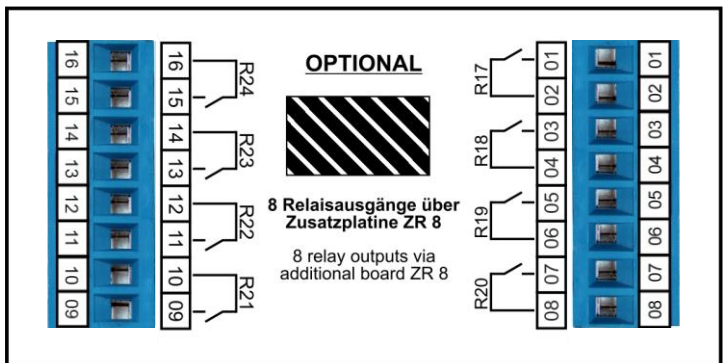 16
16
R24
15
15
14
14
R23
13
13
12
12
R22
11
11
10
10
R21
09
09
OPTIONAL
8 Relaisausgänge über
Zusatzplatine ZR 8
8 relay outputs via
additional board ZR 8
R17
01
01
02
02
R18
03
03
04
04
R19
05
05
06
06
R20
07
07
08
08